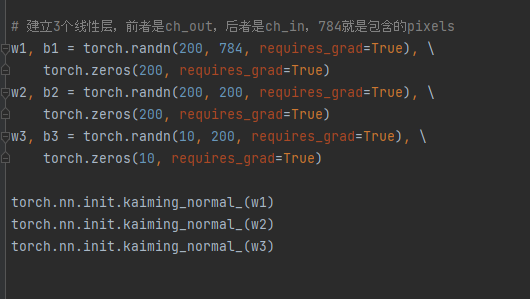 # 建立3个线性层，前者是ch_out，后者是ch_in，784就是包含的pixels
w1, b1 = torch.randn(200, 784, requires_grad=True), \
torch.zeros(200, requires_grad=True)
w2, b2 = torch.randn(200, 200, requires_grad=True), \
torch.zeros(200, requires_grad=True)
w3, b3 = torch.randn(10, 200, requires_grad=True), \
torch.zeros(10, requires_grad=True)
torch.nn.init.kaiming_normal_(w1)
torch.nn.init.kaiming_normal_(w2)
torch.nn.init.kaiming_normal_(w3)